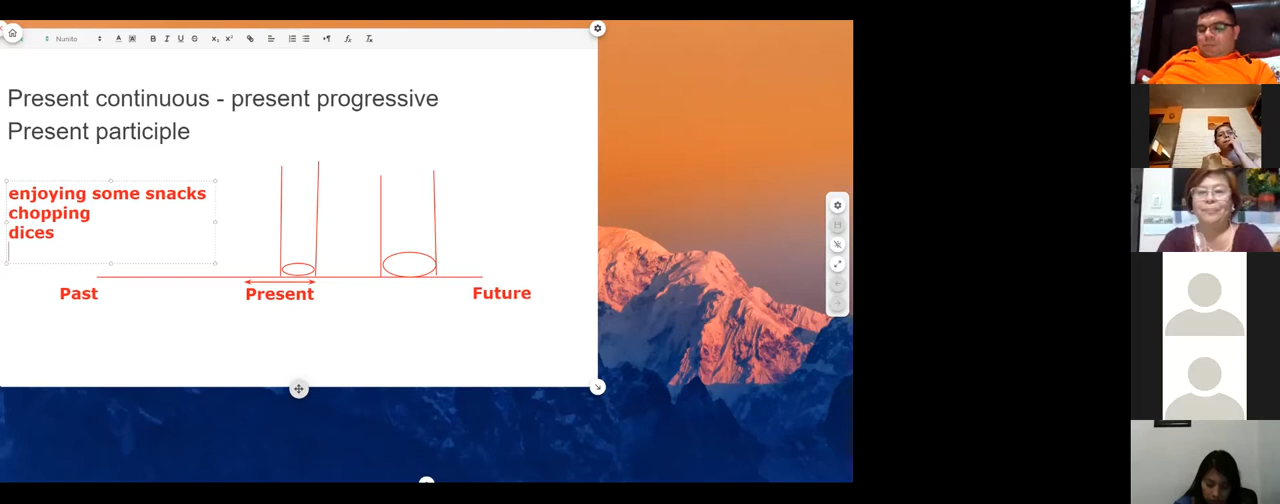 Nunito
Present continuous - present progressive
Present participle
enjoying some snacks
chopping
dices
Past
Present
Future